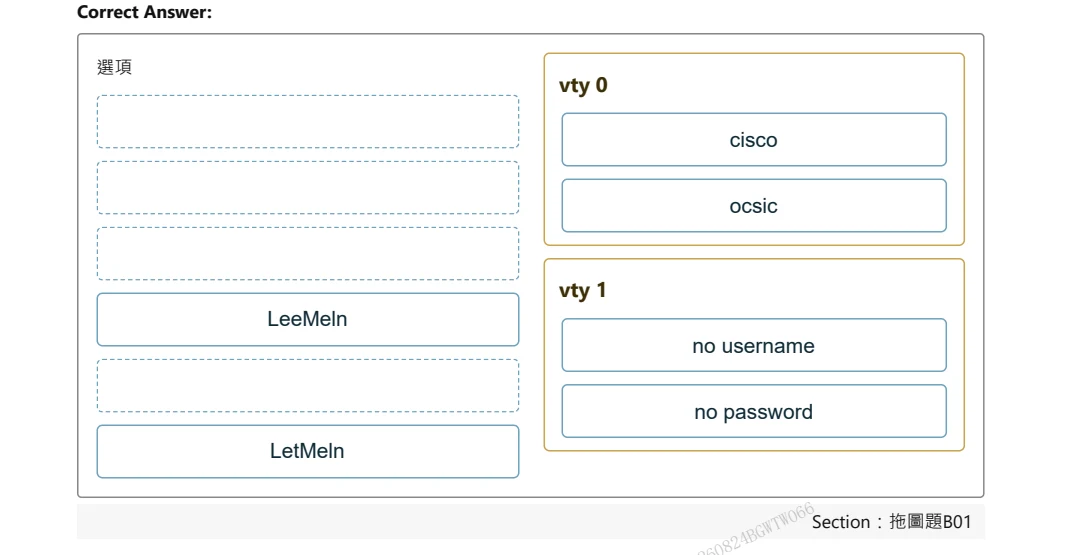 Correct Answer:
選項
LeeMeln
LetMeln
vty 0
cisco
ocsic
vty 1
no username
no password
Section：拖圖題B01